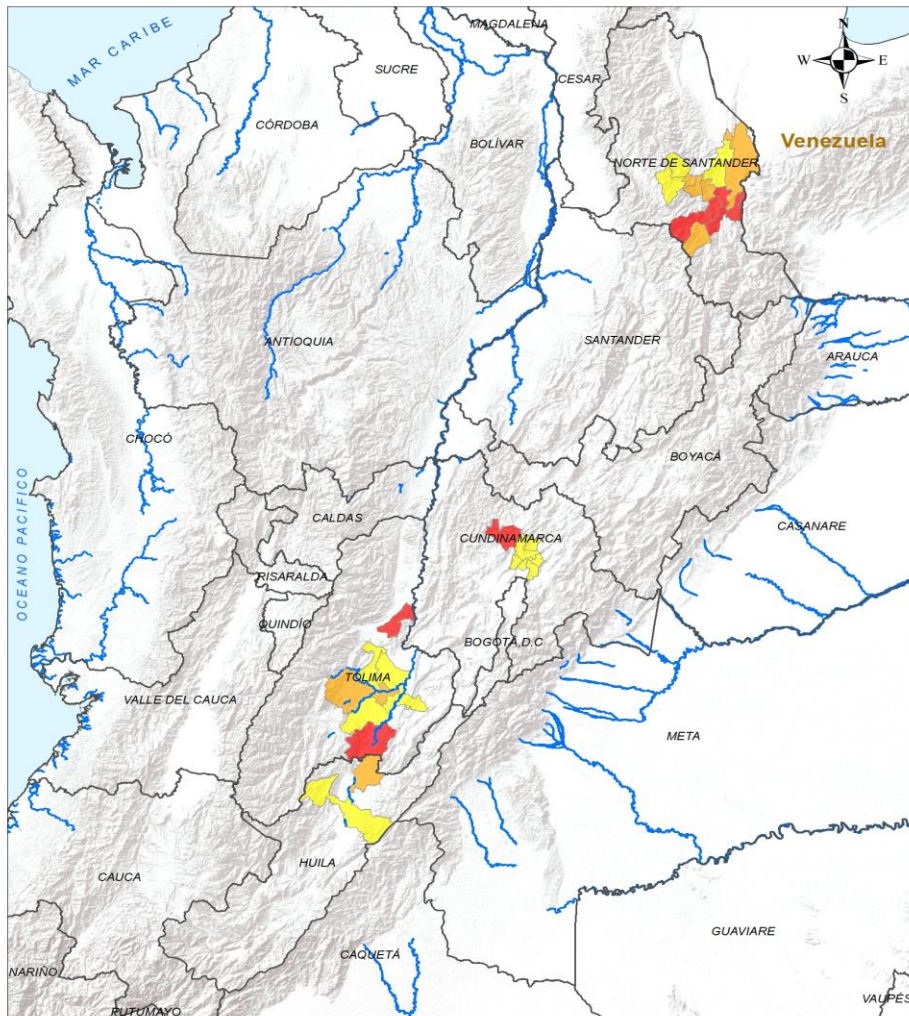 MAGDALENA
MAR CARIBE
N
W E
S
SUCRE
CESAR
CÓRDOBA
BOLÍVAR
Venezuela
NORTE DE SANTANDER
ANTIOQUIA
SANTANDER
ARAUCA
CHOCÓ
BOYACÁ
OCEANO PACIFICO
CALDAS
CUNDINAMARCA
CASANARE
RISARALDA
QUINDÍO
BOGOTÁ, D.C
TOLIMA
VALLE DEL CAUCA
META
HUILA
CAUCA
GUAVIARE
CAQUETÁ
NARIÑO
VAUPÉS
PUTUMAYO